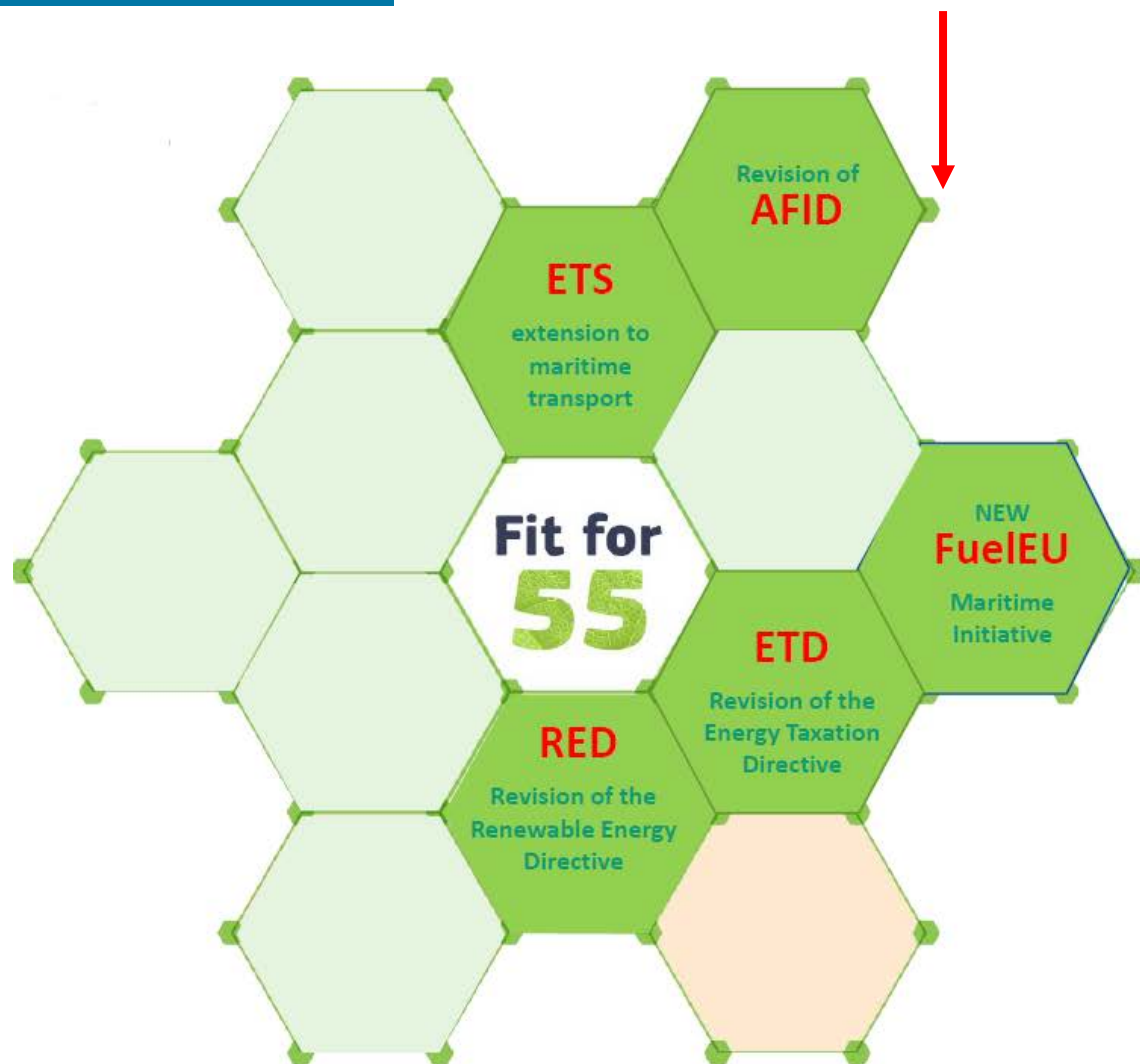 Revision of
AFID
ETS
extension to
maritime
transport
Fit for
55
NEW
FuelEU
Maritime
Initiative
ETD
Revision of the
Energy Taxation
Directive
RED
Revision of the
Renewable Energy
Directive